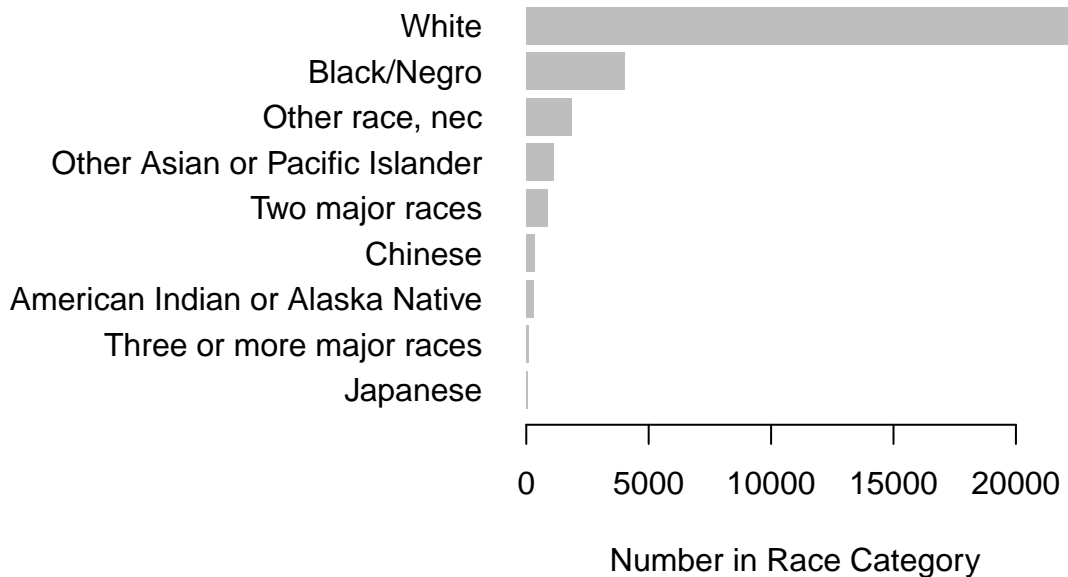 White
Black/Negro
Other race, nec
Other Asian or Pacific Islander
Two major races
Chinese
American Indian or Alaska Native
Three or more major races
Japanese
0 5000 10000 15000 20000
Number in Race Category